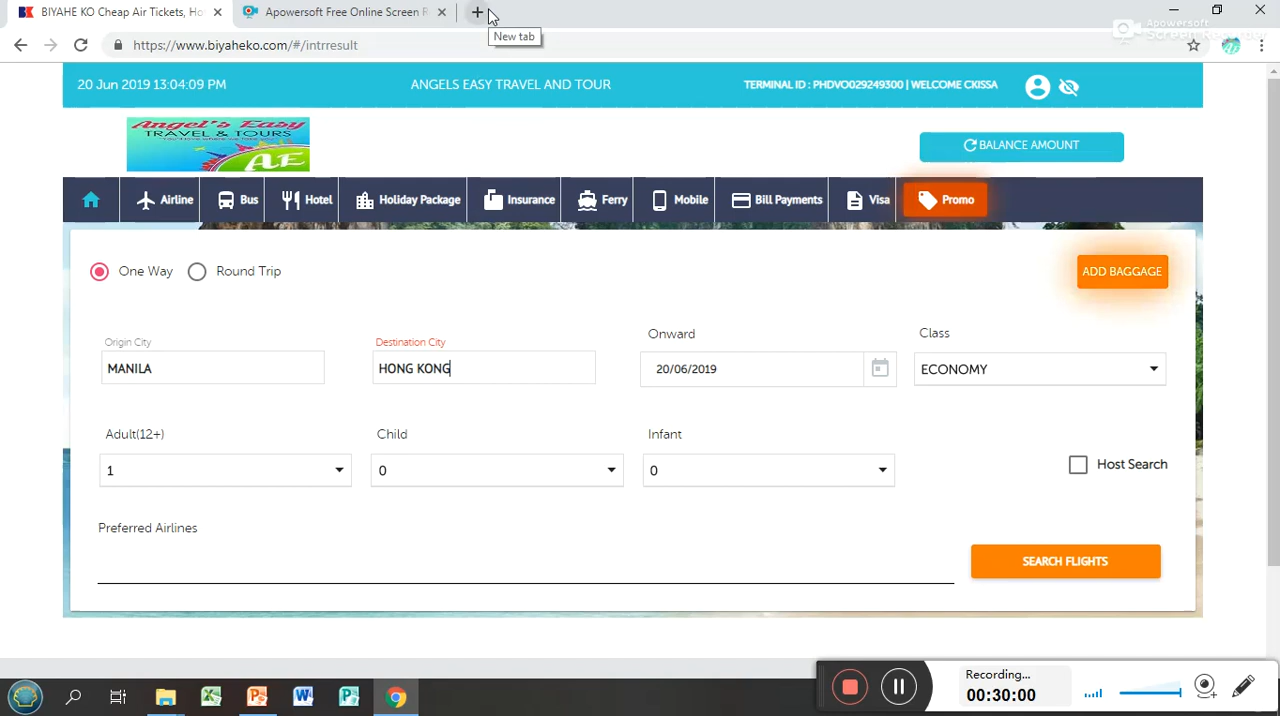 BIYAHE KO Cheap Air Tickets, Ho
Apowersoft Free Online Screen R
New tab
Apowersoft
Screen Recorder
https://www.biyaheko.com/#/intrresult
20 Jun 2019 13:04:09 PM
ANGELS EASY TRAVEL AND TOUR
TERMINAL ID : PHDVO029249300 | WELCOME CKISSA
Angel's Easy
TRAVEL & TOURS
AE
BALANCE AMOUNT
Airline
Bus
Hotel
Holiday Package
Insurance
Ferry
Mobile
Bill Payments
Visa
Promo
One Way
Round Trip
ADD BAGGAGE
Origin City
MANILA
Destination City
HONG KONG
Onward
20/06/2019
Class
ECONOMY
Adult(12+)
1
Child
0
Infant
0
Host Search
Preferred Airlines
SEARCH FLIGHTS
Recording...
00:30:00